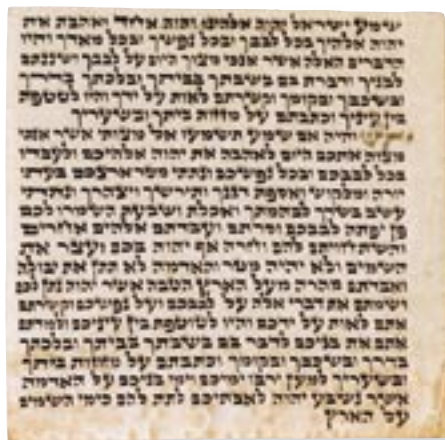 שמע ישראל יהוה אלהינו יהוה אחד ואהבת את
יהוה אלהיך בכל לבבך ובכל נפשך ובכל מאדך והיו
הדברים האלה אשר אנכי מצוך היום על לבבך ושננתם
לבניך ודברת בם בשבתך בביתך ובלכתך בדרך
ובשכבך ובקומך וקשרתם לאות על ידך והיו לטטפת
בין עיניך וכתבתם על מזזות ביתך ובשעריך
והיה אם שמע תשמעו אל מצותי אשר אנכי
מצוה אתכם היום לאהבה את יהוה אלהיכם ולעבדו
בכל לבבכם ובכל נפשכם ונתתי מטר ארצכם בעתו
יורה ומלקוש ואספת דגנך ותירשך ויצהרך ונתתי
עשב בשדך לבהמתך ואכלת ושבעת השמרו לכם
פן יפתה לבבכם וסרתם ועבדתם אלהים אחרים
והשתחויתם להם וחרה אף יהוה בכם ועצר את
השמים ולא יהיה מטר והאדמה לא תתן את יבולה
ואבדתם מהרה מעל הארץ הטבה אשר יהוה נתן לכם
ושמתם את דברי אלה על לבבכם ועל נפשכם וקשרתם
אתם לאות על ידכם והיו לטוטפת בין עיניכם ולמדתם
אתם את בניכם לדבר בם בשבתך בביתך ובלכתך
בדרך ובשכבך ובקומך וכתבתם על מזוזות ביתך
ובשעריך למען ירבו ימיכם וימי בניכם על האדמה
אשר נשבע יהוה לאבתיכם לתת להם כימי השמים
על הארץ